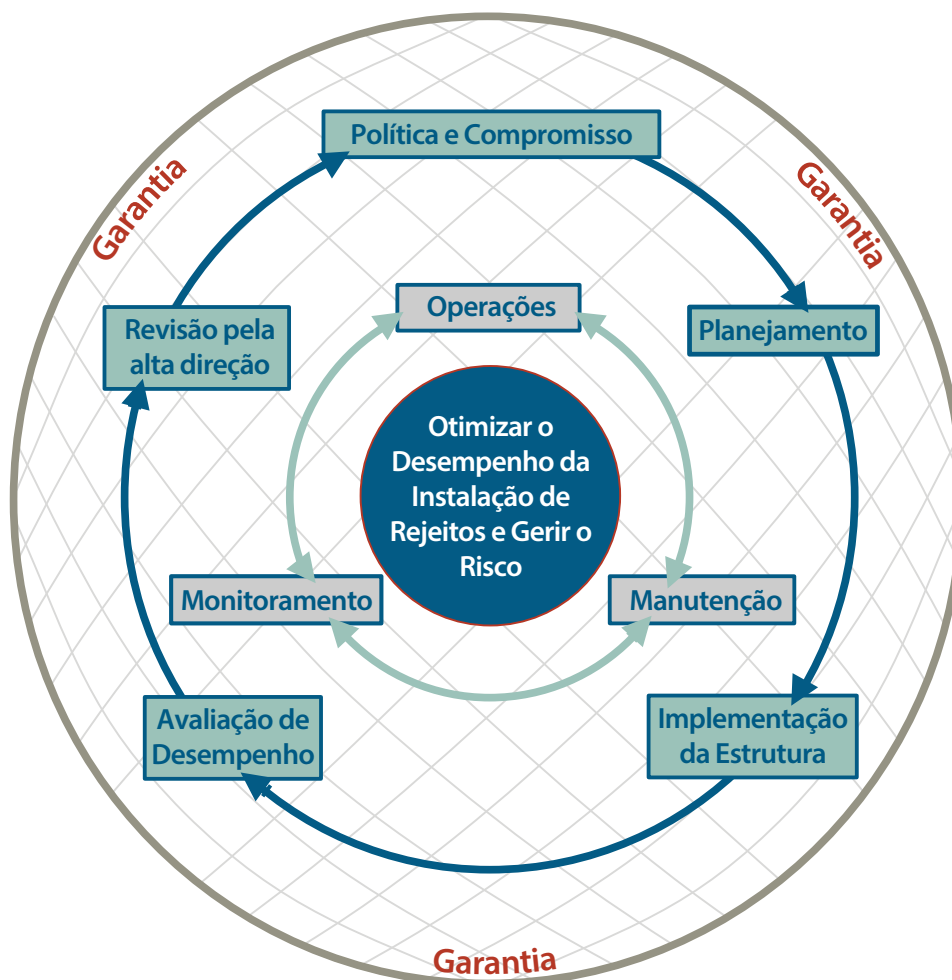 Política e Compromisso
Garantia
Garantia
Operações
Revisão pela
alta direção
Planejamento
Otimizar o
Desempenho da
Instalação de
Rejeitos e Gerir o
Risco
Monitoramento
Manutenção
Avaliação de
Desempenho
Implementação
da Estrutura
Garantia